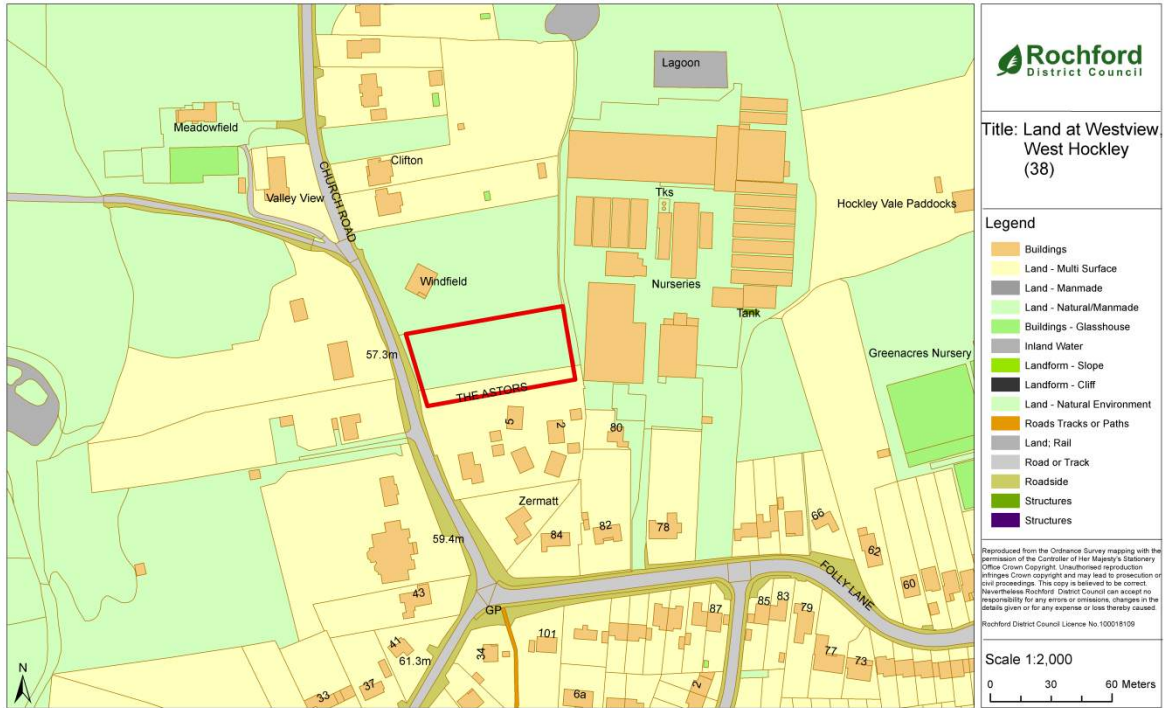 Lagoon
Meadowfield
Clifton
CHURCH ROAD
Valley View
Tks
Hockley Vale Paddocks
Windfield
Nurseries
Tank
57.3m
Greenacres Nursery
THE ASTORS
5
2
80
Zermatt
84
82
78
66
59.4m
62
FOLLY LANE
60
43
GP
87
85
83
79
101
41
34
61.3m
77
73
37
33
6a
2
N
Rochford
District Council
Title: Land at Westview,
West Hockley
(38)
Legend
Buildings
Land - Multi Surface
Land - Manmade
Land - Natural/Manmade
Buildings - Glasshouse
Inland Water
Landform - Slope
Landform - Cliff
Land - Natural Environment
Roads Tracks or Paths
Land; Rail
Road or Track
Roadside
Structures
Structures
Reproduced from the Ordnance Survey mapping with the
permission of the Controller of Her Majesty's Stationery
Office Crown Copyright. Unauthorised reproduction
infringes Crown copyright and may lead to prosecution or
civil proceedings. This copy is believed to be correct.
Nevertheless Rochford District Council can accept no
responsibility for any errors or omissions, changes in the
details given or for any expense or loss thereby caused.
Rochford District Council Licence No.100018109
Scale 1:2,000
0 30 60 Meters